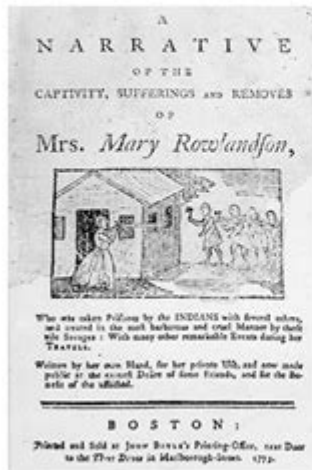 A
NARRATIVE
OF THE
CAPTIVITY, SUFFERINGS AND REMOVES
OF
Mrs. Mary Rowlandſon,
Who was taken Priſoner by the INDIANS with ſeveral others,
and treated in the moſt barbarous and cruel Manner by thoſe
vile Savages: With many other remarkable Events during her
TRAVELS.
Written by her own Hand, for her private Uſe, and now made
public at the earneſt Deſire of ſome Friends, and for the Be-
nefit of the afflicted.
BOSTON:
Printed and Sold at JOHN BOYLE's Printing-Office, next Door
to the Three Doves in Marlborough-Street. 1773.